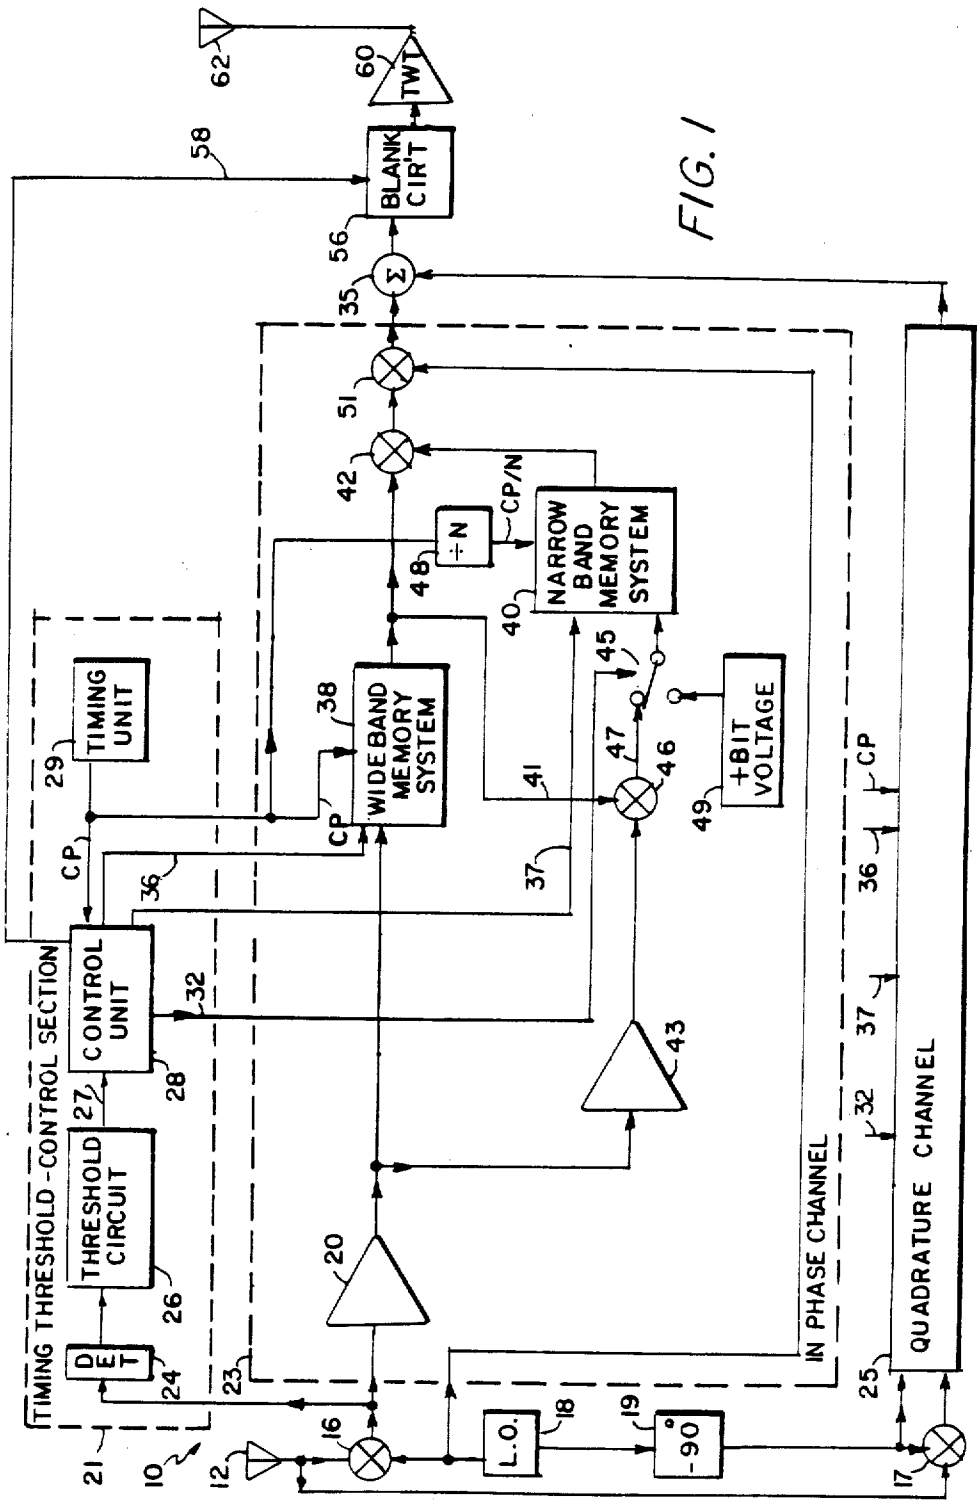 58
62
60
TWT
BLANK
CIR'T
56
35
Σ
FIG. 1
TIMING THRESHOLD-CONTROL SECTION
29
TIMING
UNIT
CP
CONTROL
UNIT
28
27
THRESHOLD
CIRCUIT
26
DET
24
21
10
36
32
37
23
20
38
WIDEBAND
MEMORY
SYSTEM
CP
42
51
48
÷N
CP/N
40
NARROW
BAND
MEMORY
SYSTEM
41
45
47
46
49
+BIT
VOLTAGE
43
IN PHASE CHANNEL
12
16
L.O.
18
19
-90°
17
25
32
37
36
CP
QUADRATURE CHANNEL